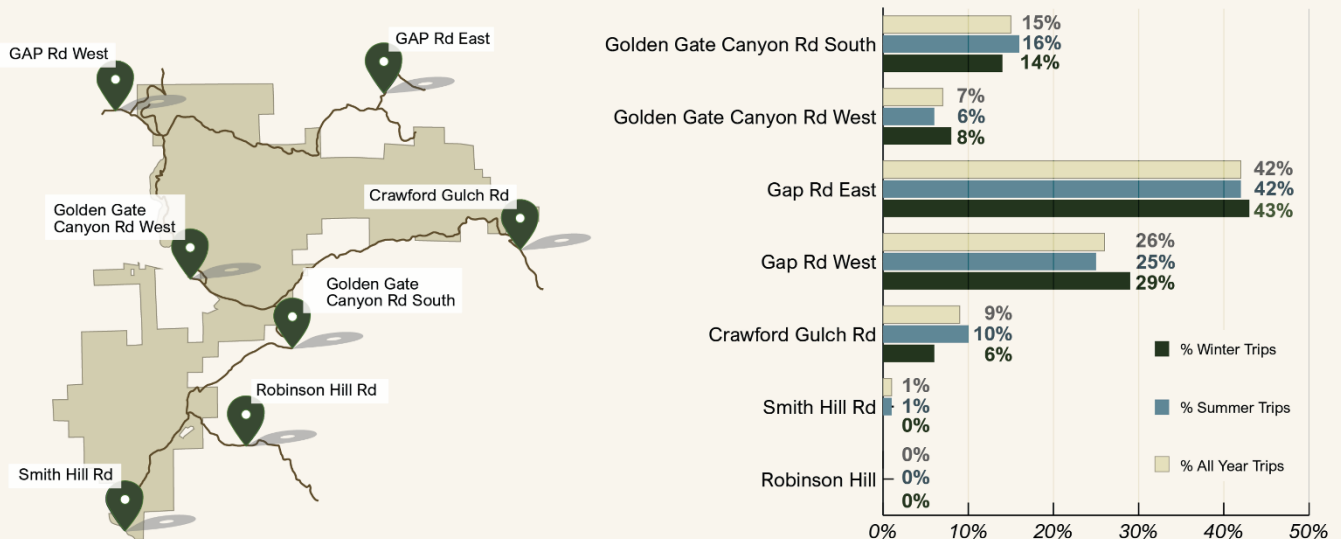 GAP Rd West
GAP Rd East
Crawford Gulch Rd
Golden Gate
Canyon Rd West
Golden Gate
Canyon Rd South
Robinson Hill Rd
Smith Hill Rd
Golden Gate Canyon Rd South
15%
16%
14%
Golden Gate Canyon Rd West
7%
6%
8%
Gap Rd East
42%
42%
43%
Gap Rd West
26%
25%
29%
Crawford Gulch Rd
9%
10%
6%
Smith Hill Rd
1%
1%
0%
Robinson Hill
0%
0%
0%
% Winter Trips
% Summer Trips
% All Year Trips
0% 10% 20% 30% 40% 50%